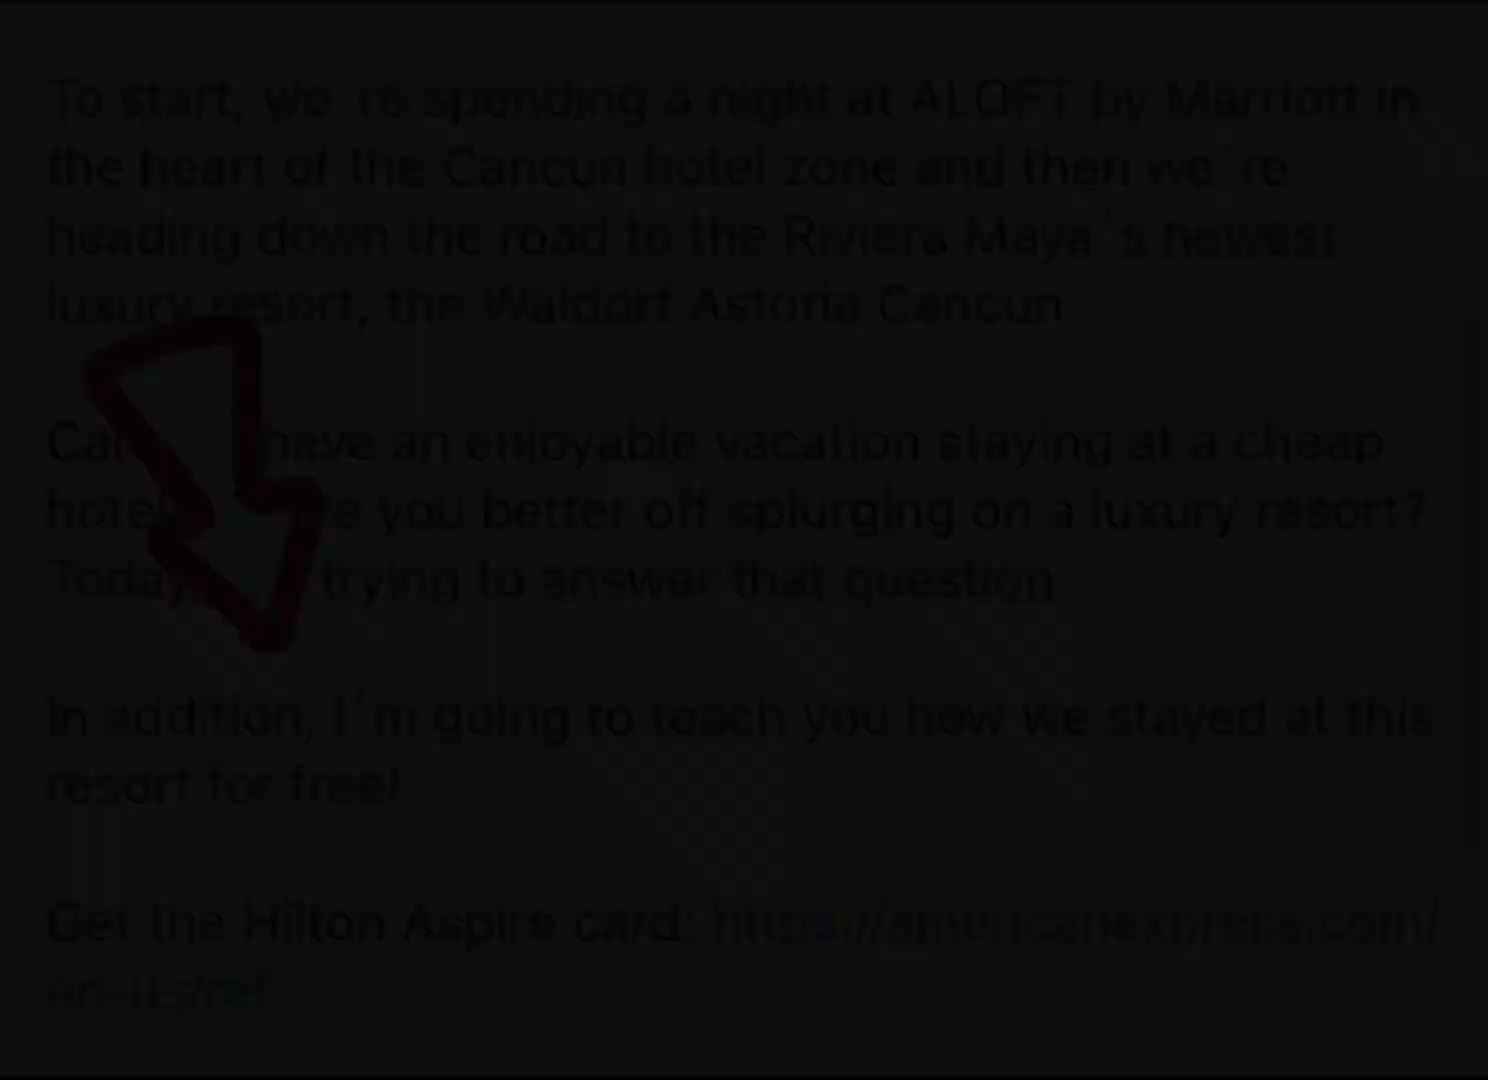 To start, we´re spending a night at ALOFT by Marriott in
the heart of the Cancun hotel zone and then we´re
heading down the road to the Riviera Maya´s newest
luxury resort, the Waldorf Astoria Cancun
have an enjoyable vacation staying at a cheap
you better off splurging on a luxury resort?
trying to answer that question
In addition, I´m going to teach you how we stayed at this
resort for free!
Get the Hilton Aspire card: https://americanexpress.com/